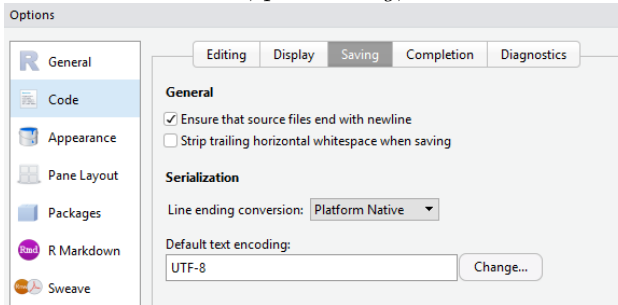 Options
General
Code
Appearance
Pane Layout
Packages
Rmd R Markdown
Sweave
Editing Display Saving Completion Diagnostics
General
Ensure that source files end with newline
Strip trailing horizontal whitespace when saving
Serialization
Line ending conversion: Platform Native
Default text encoding:
UTF-8 Change...